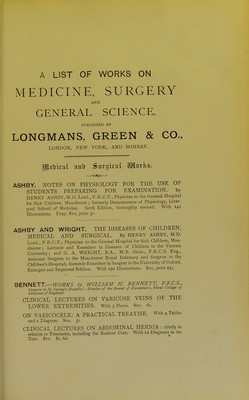 A LIST OF WORKS ON
MEDICINE, SURGERY
AND
GENERAL SCIENCE,
PUBLISHED BY
LONGMANS, GREEN & CO.,
LONDON, NEW YORK, AND BOMBAY.
Medical and Surgical Works.
ASHBY. NOTES ON PHYSIOLOGY FOR THE USE OF
STUDENTS PREPARING FOR EXAMINATION. By
HENRY ASHBY, M.D. Lond., F.R.C.P., Physician to the General Hospital
for Sick Children, Manchester; formerly Demonstrator of Physiology, Liver-
pool School of Medicine. Sixth Edition, thoroughly revised. With 141
Illustrations. Fcap. 8vo, price 5s.
ASHBY AND WRIGHT. THE DISEASES OF CHILDREN,
MEDICAL AND SURGICAL. By HENRY ASHBY, M.D.
Lond., F.R.C.P., Physician to the General Hospital for Sick Children, Man-
chester; Lecturer and Examiner in Diseases of Children in the Victoria
University; and G. A. WRIGHT, B.A., M.B. Oxon., F.R.C.S. Eng.,
Assistant Surgeon to the Manchester Royal Infirmary and Surgeon to the
Children's Hospital; formerly Examiner in Surgery in the University of Oxford.
Enlarged and Improved Edition. With 192 Illustrations. 8vo, price 25s.
BENNETT.—WORKS by WILLIAM H. BENNETT, F.R.C.S.,
Surgeon to St. George's Hospital; Member of the Board of Examiners, Royal College of
Surgeons of England.
CLINICAL LECTURES ON VARICOSE VEINS OF THE
LOWER EXTREMITIES. With 3 Plates. 8vo. 6s.
ON VARICOCELE: A PRACTICAL TREATISE. With 4 Tables
and a Diagram. 8vo. 5s.
CLINICAL LECTURES ON ABDOMINAL HERNIA: chiefly in
relation to Treatment, including the Radical Cure. With 12 Diagrams in the
Text. 8vo. 8s. 6d.